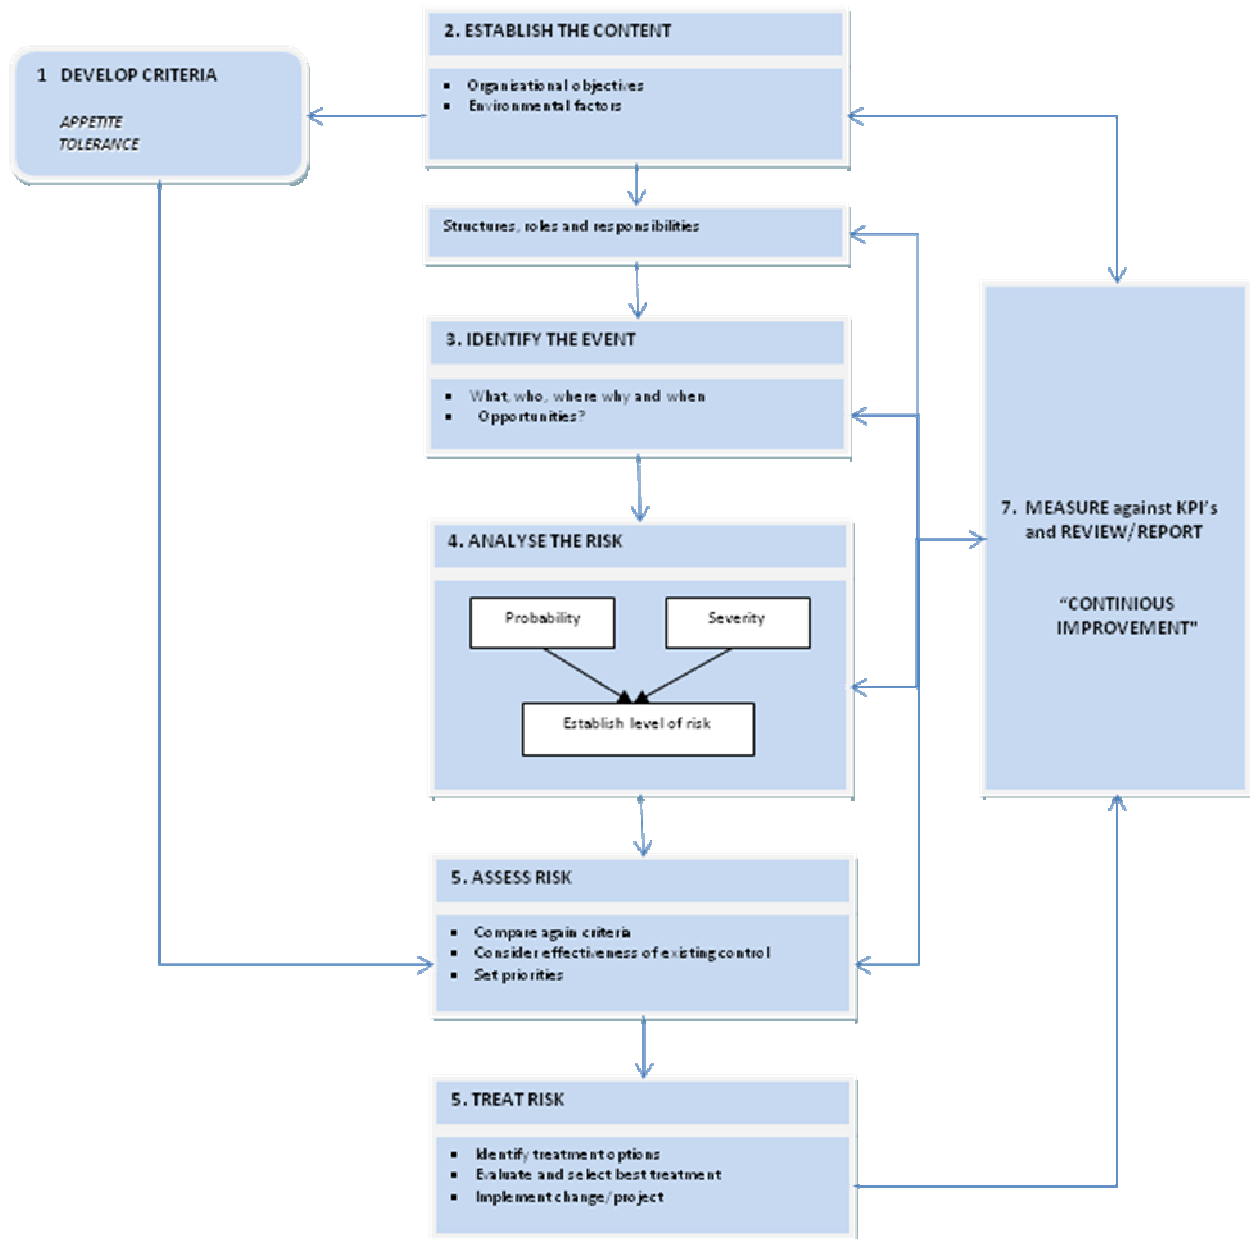 1 DEVELOP CRITERIA
APPETITE
TOLERANCE
2. ESTABLISH THE CONTENT
▪ Organisational objectives
▪ Environmental factors
Structures, roles and responsibilities
3. IDENTIFY THE EVENT
▪ What, who, where why and when
▪ Opportunities?
4. ANALYSE THE RISK
Probability
Severity
Establish level of risk
5. ASSESS RISK
▪ Compare again criteria
▪ Consider effectiveness of existing control
▪ Set priorities
5. TREAT RISK
▪ Identify treatment options
▪ Evaluate and select best treatment
▪ Implement change/project
7. MEASURE against KPI's
and REVIEW/REPORT
“CONTINIOUS
IMPROVEMENT"